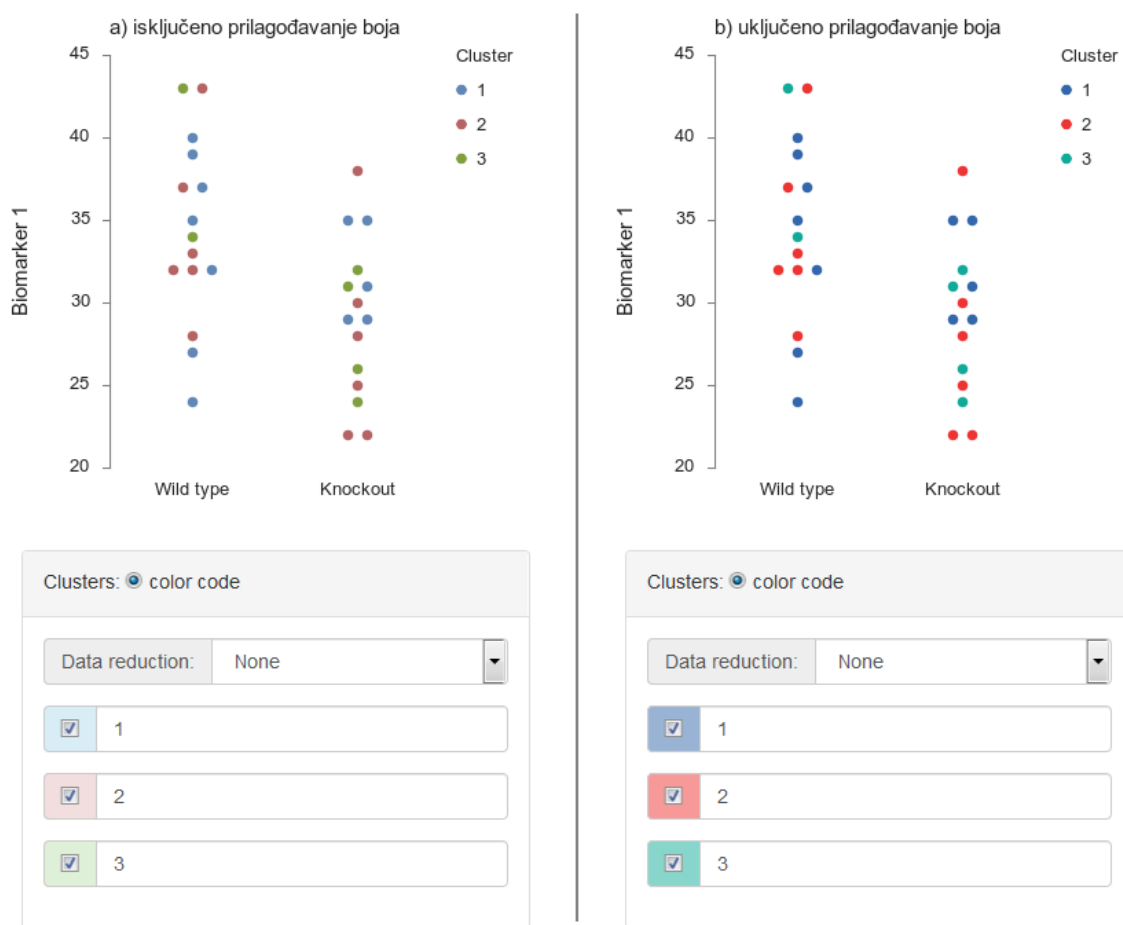 a) isključeno prilagođavanje boja
45
40
35
30
25
20
Biomarker 1
Wild type
Knockout
Cluster
1
2
3
Clusters: color code
Data reduction: None
1
2
3
b) uključeno prilagođavanje boja
45
40
35
30
25
20
Biomarker 1
Wild type
Knockout
Cluster
1
2
3
Clusters: color code
Data reduction: None
1
2
3